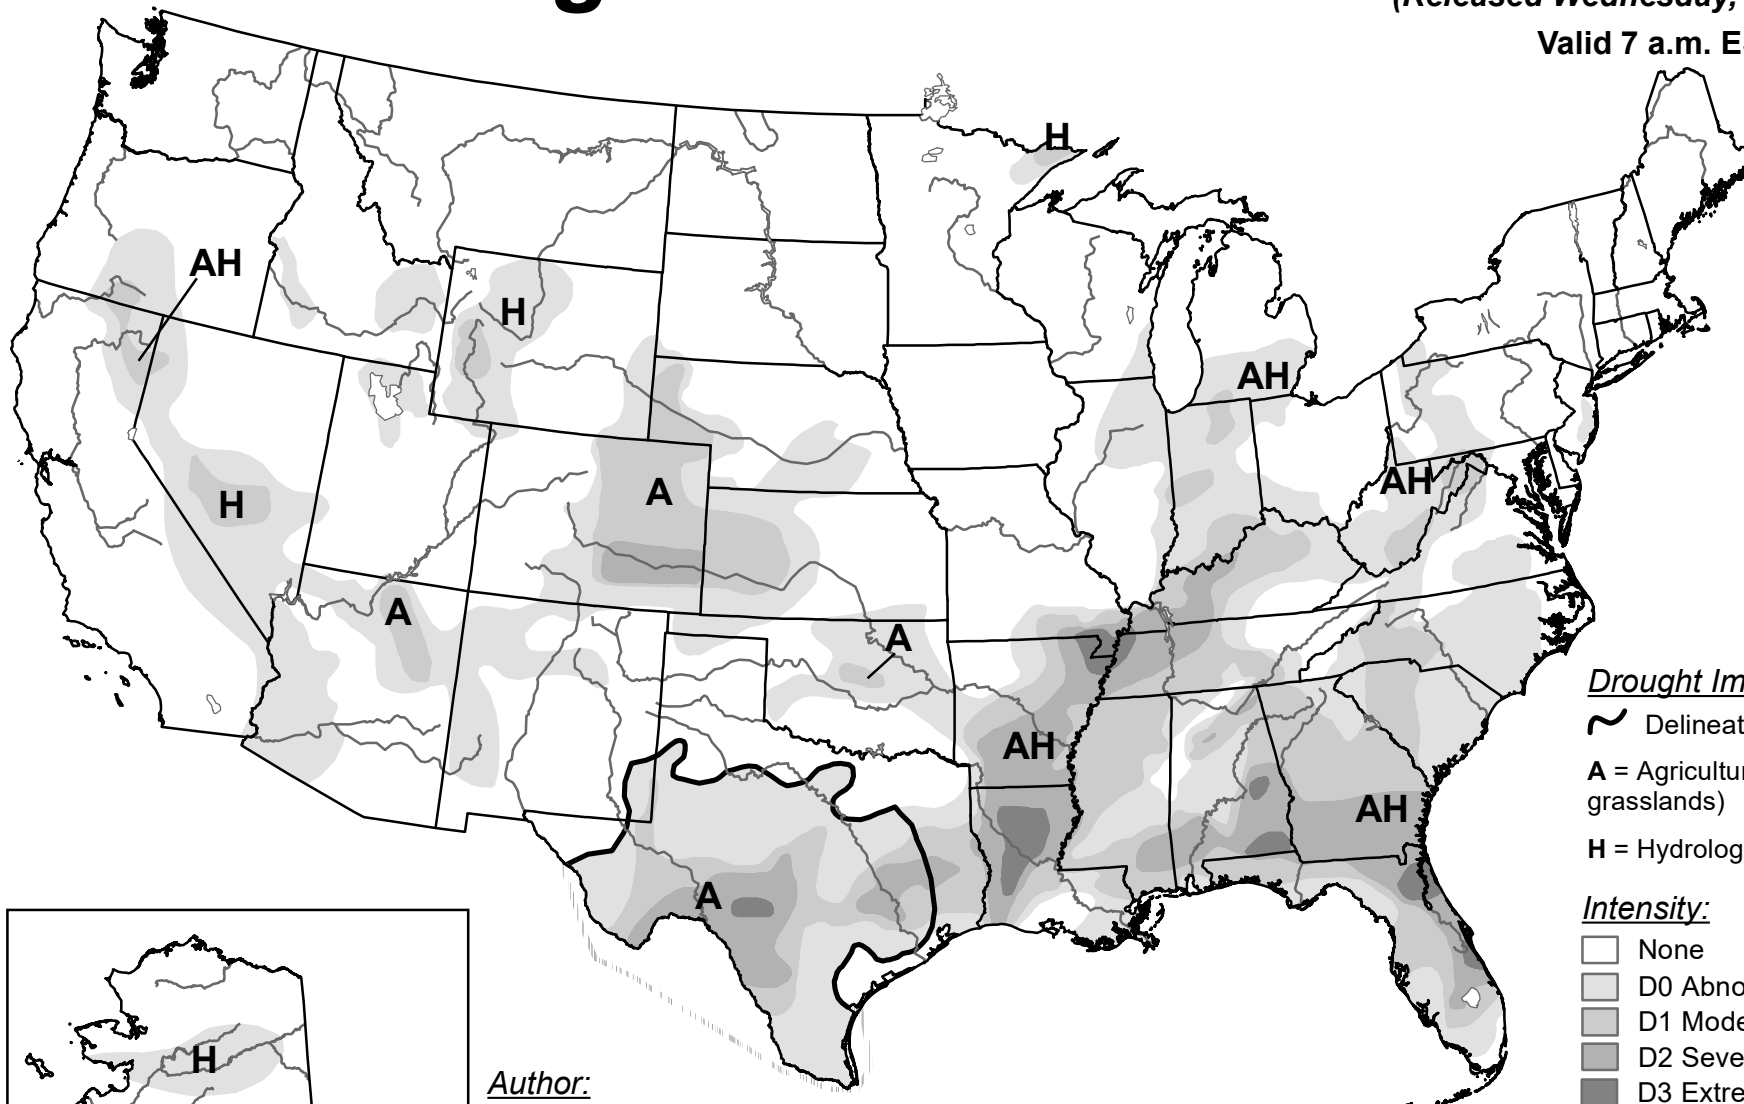 g
(Released Wednesday,
Valid 7 a.m. E
H
AH
H
AH
A
H
AH
A
A
AH
AH
A
Drought Im
Delineat
A = Agricultur
grasslands)
H = Hydrolog
Intensity:
None
D0 Abno
D1 Mode
D2 Seve
D3 Extre
H
Author: